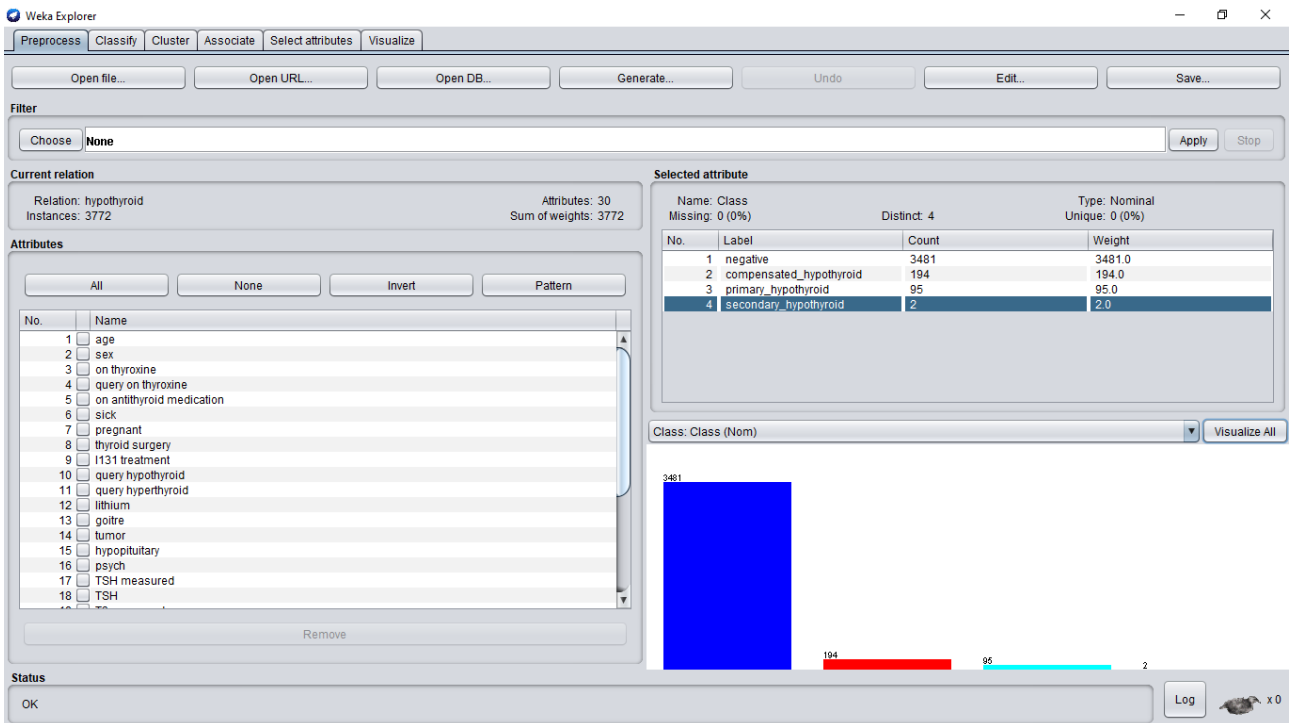 Weka Explorer
Preprocess Classify Cluster Associate Select attributes Visualize
Open file... Open URL... Open DB... Generate... Undo Edit... Save...
Filter
Choose None Apply Stop
Current relation
Relation: hypothyroid Attributes: 30
Instances: 3772 Sum of weights: 3772
Attributes
All None Invert Pattern
No. Name
1 age
2 sex
3 on thyroxine
4 query on thyroxine
5 on antithyroid medication
6 sick
7 pregnant
8 thyroid surgery
9 I131 treatment
10 query hypothyroid
11 query hyperthyroid
12 lithium
13 goitre
14 tumor
15 hypopituitary
16 psych
17 TSH measured
18 TSH
Remove
Selected attribute
Name: Class Type: Nominal
Missing: 0 (0%) Distinct: 4 Unique: 0 (0%)
No. Label Count Weight
1 negative 3481 3481.0
2 compensated_hypothyroid 194 194.0
3 primary_hypothyroid 95 95.0
4 secondary_hypothyroid 2 2.0
Class: Class (Nom) Visualize All
3481
194
95
2
Status
OK
Log x 0